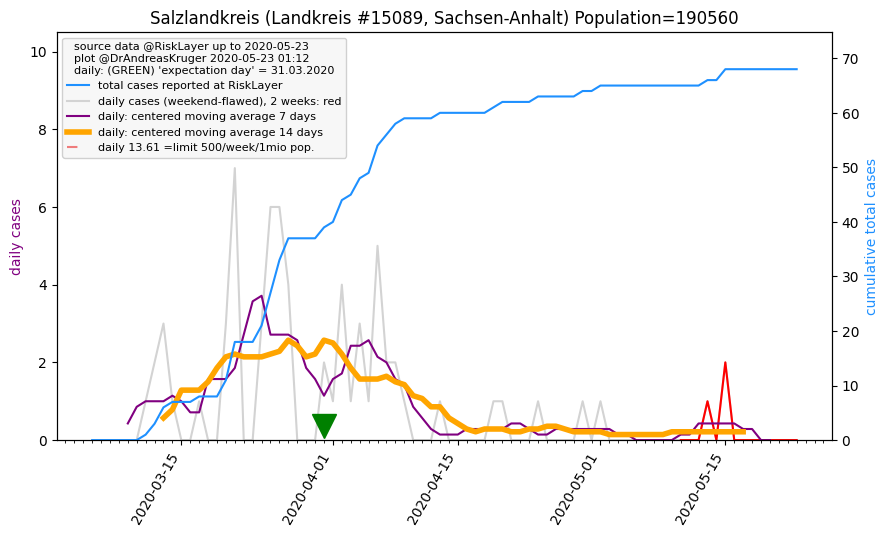 Salzlandkreis (Landkreis #15089, Sachsen-Anhalt) Population=190560
source data @RiskLayer up to 2020-05-23
plot @DrAndreasKruger 2020-05-23 01:12
daily: (GREEN) 'expectation day' = 31.03.2020
total cases reported at RiskLayer
daily cases (weekend-flawed), 2 weeks: red
daily: centered moving average 7 days
daily: centered moving average 14 days
daily 13.61 =limit 500/week/1mio pop.
daily cases
10
8
6
4
2
0
70
60
50
40
30
20
10
0
cumulative total cases
2020-03-15
2020-04-01
2020-04-15
2020-05-01
2020-05-15